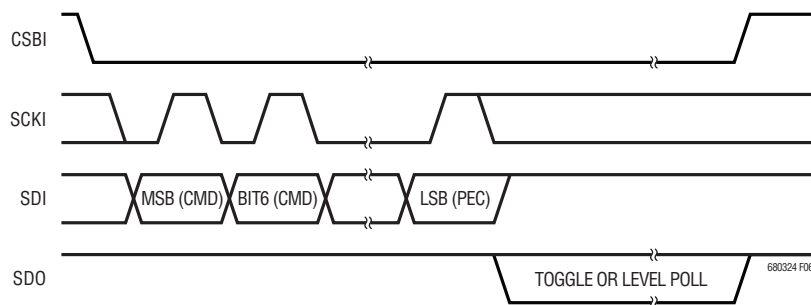 CSBI
SCKI
SDI
MSB (CMD)
BIT6 (CMD)
LSB (PEC)
SDO
TOGGLE OR LEVEL POLL
680324 F06